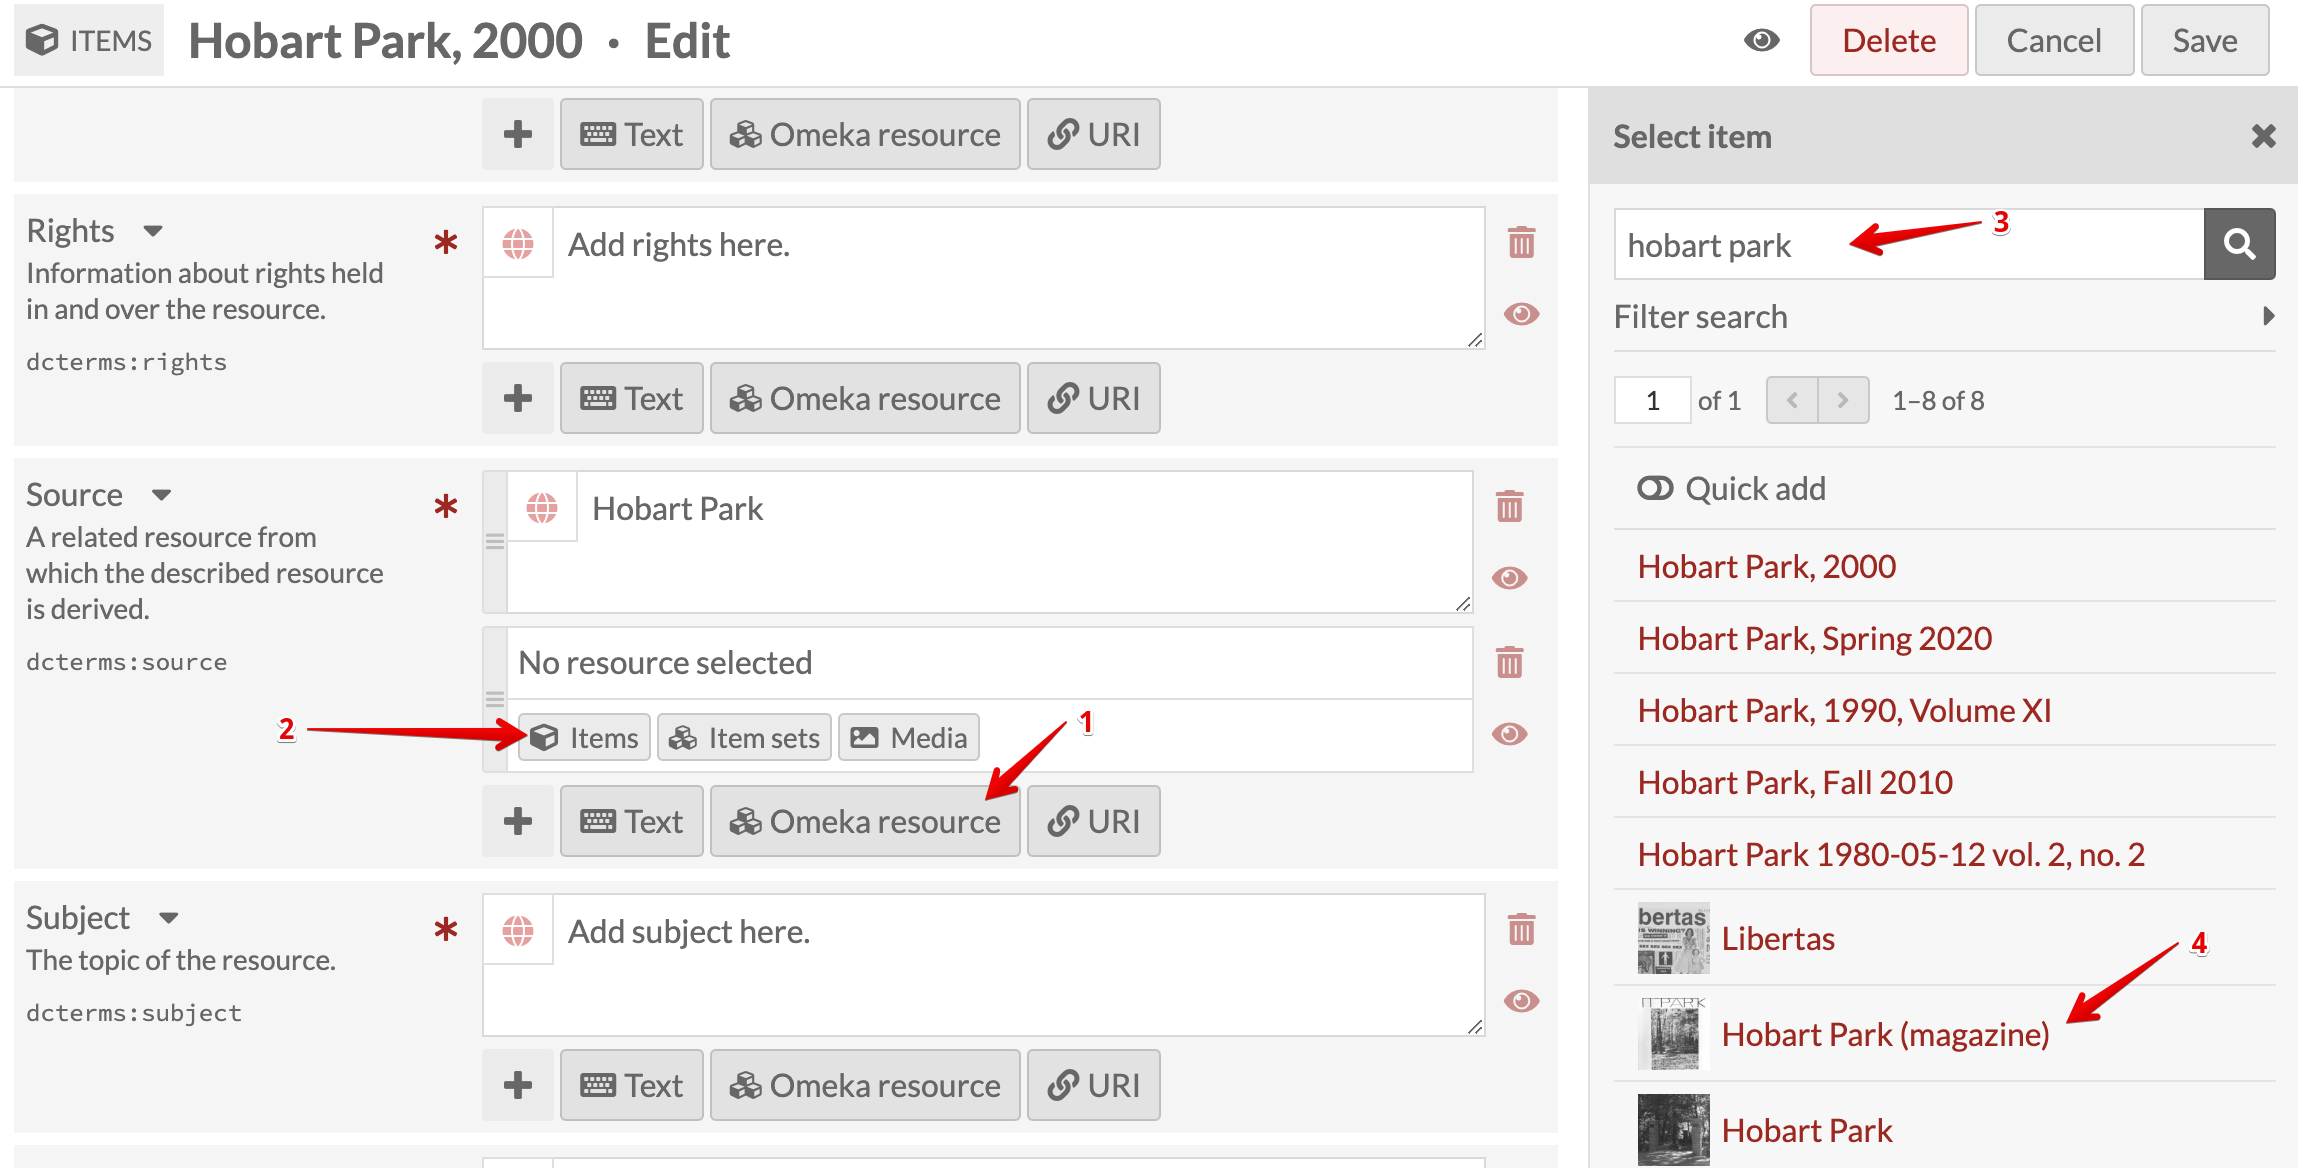 ITEMS Hobart Park, 2000 · Edit Delete Cancel Save
Text Omeka resource URI
Rights
Information about rights held
in and over the resource.
dcterms:rights
Add rights here.
Text Omeka resource URI
Source
A related resource from
which the described resource
is derived.
dcterms:source
Hobart Park
No resource selected
2
Items Item sets Media
1
Text Omeka resource URI
Subject
The topic of the resource.
dcterms:subject
Add subject here.
Text Omeka resource URI
Select item
hobart park
3
Filter search
1 of 1 1–8 of 8
Quick add
Hobart Park, 2000
Hobart Park, Spring 2020
Hobart Park, 1990, Volume XI
Hobart Park, Fall 2010
Hobart Park 1980-05-12 vol. 2, no. 2
bertas
Libertas
4
PARK
Hobart Park (magazine)
Hobart Park